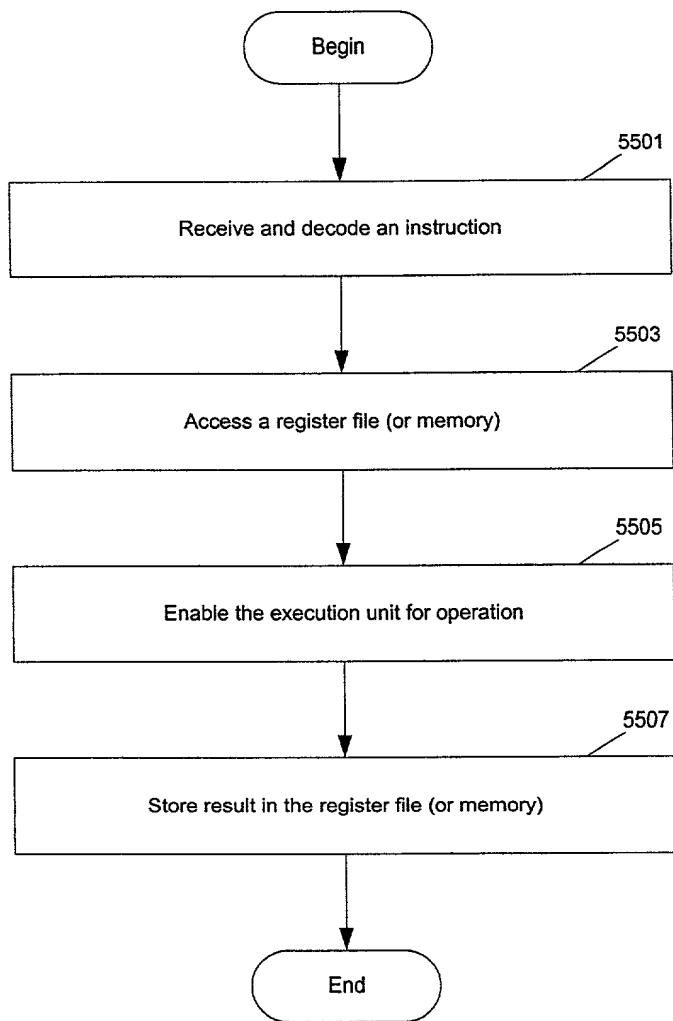 Begin
5501
Receive and decode an instruction
5503
Access a register file (or memory)
5505
Enable the execution unit for operation
5507
Store result in the register file (or memory)
End